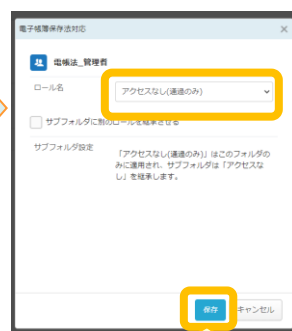 電子帳簿保存法対応
電帳法_管理者
ロール名
アクセスなし(通過のみ)
サブフォルダに別のロールを継承させる
サブフォルダ設定
「アクセスなし(通過のみ)」はこのフォルダの
みに適用され、サブフォルダは「アクセスな
し」を継承します。
保存
キャンセル